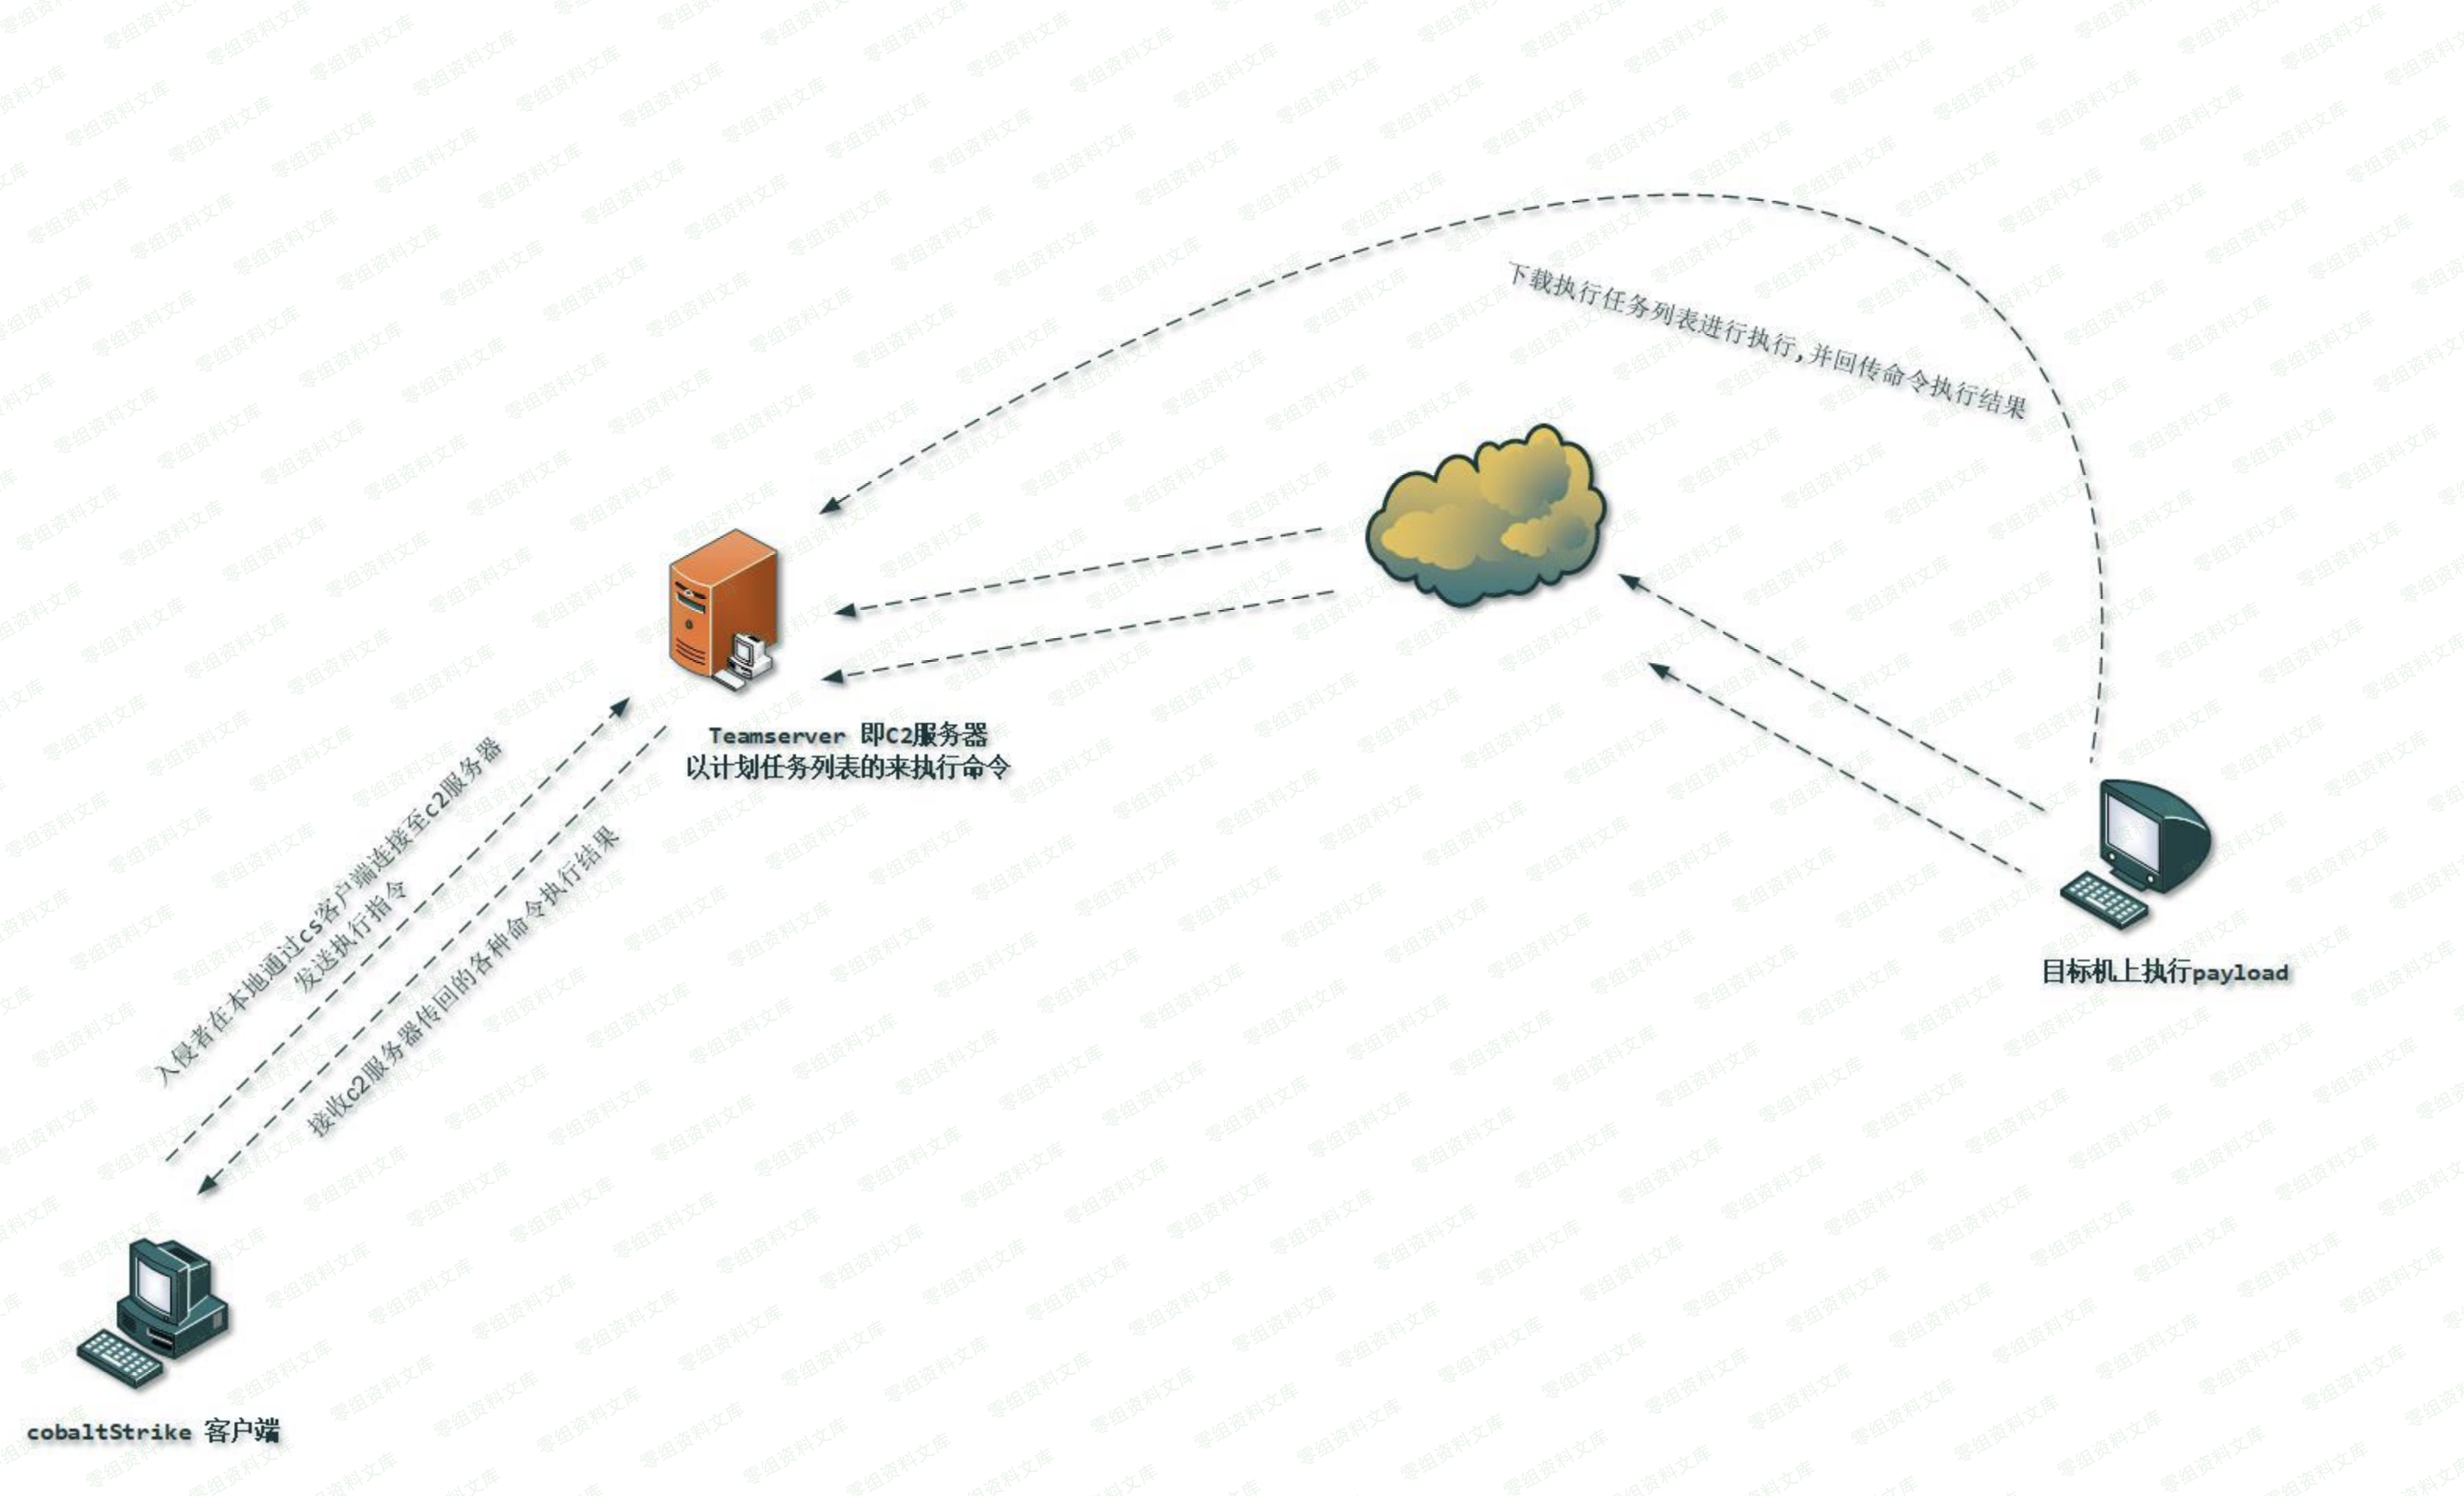 下载执行任务列表进行执行,并回传命令执行结果
Teamserver 即C2服务器
以计划任务列表的来执行命令
入侵者在本地通过cs客户端连接至c2服务器
发送执行指令
接收c2服务器传回的各种命令执行结果
目标机上执行payload
cobaltStrike 客户端
零组资料文库